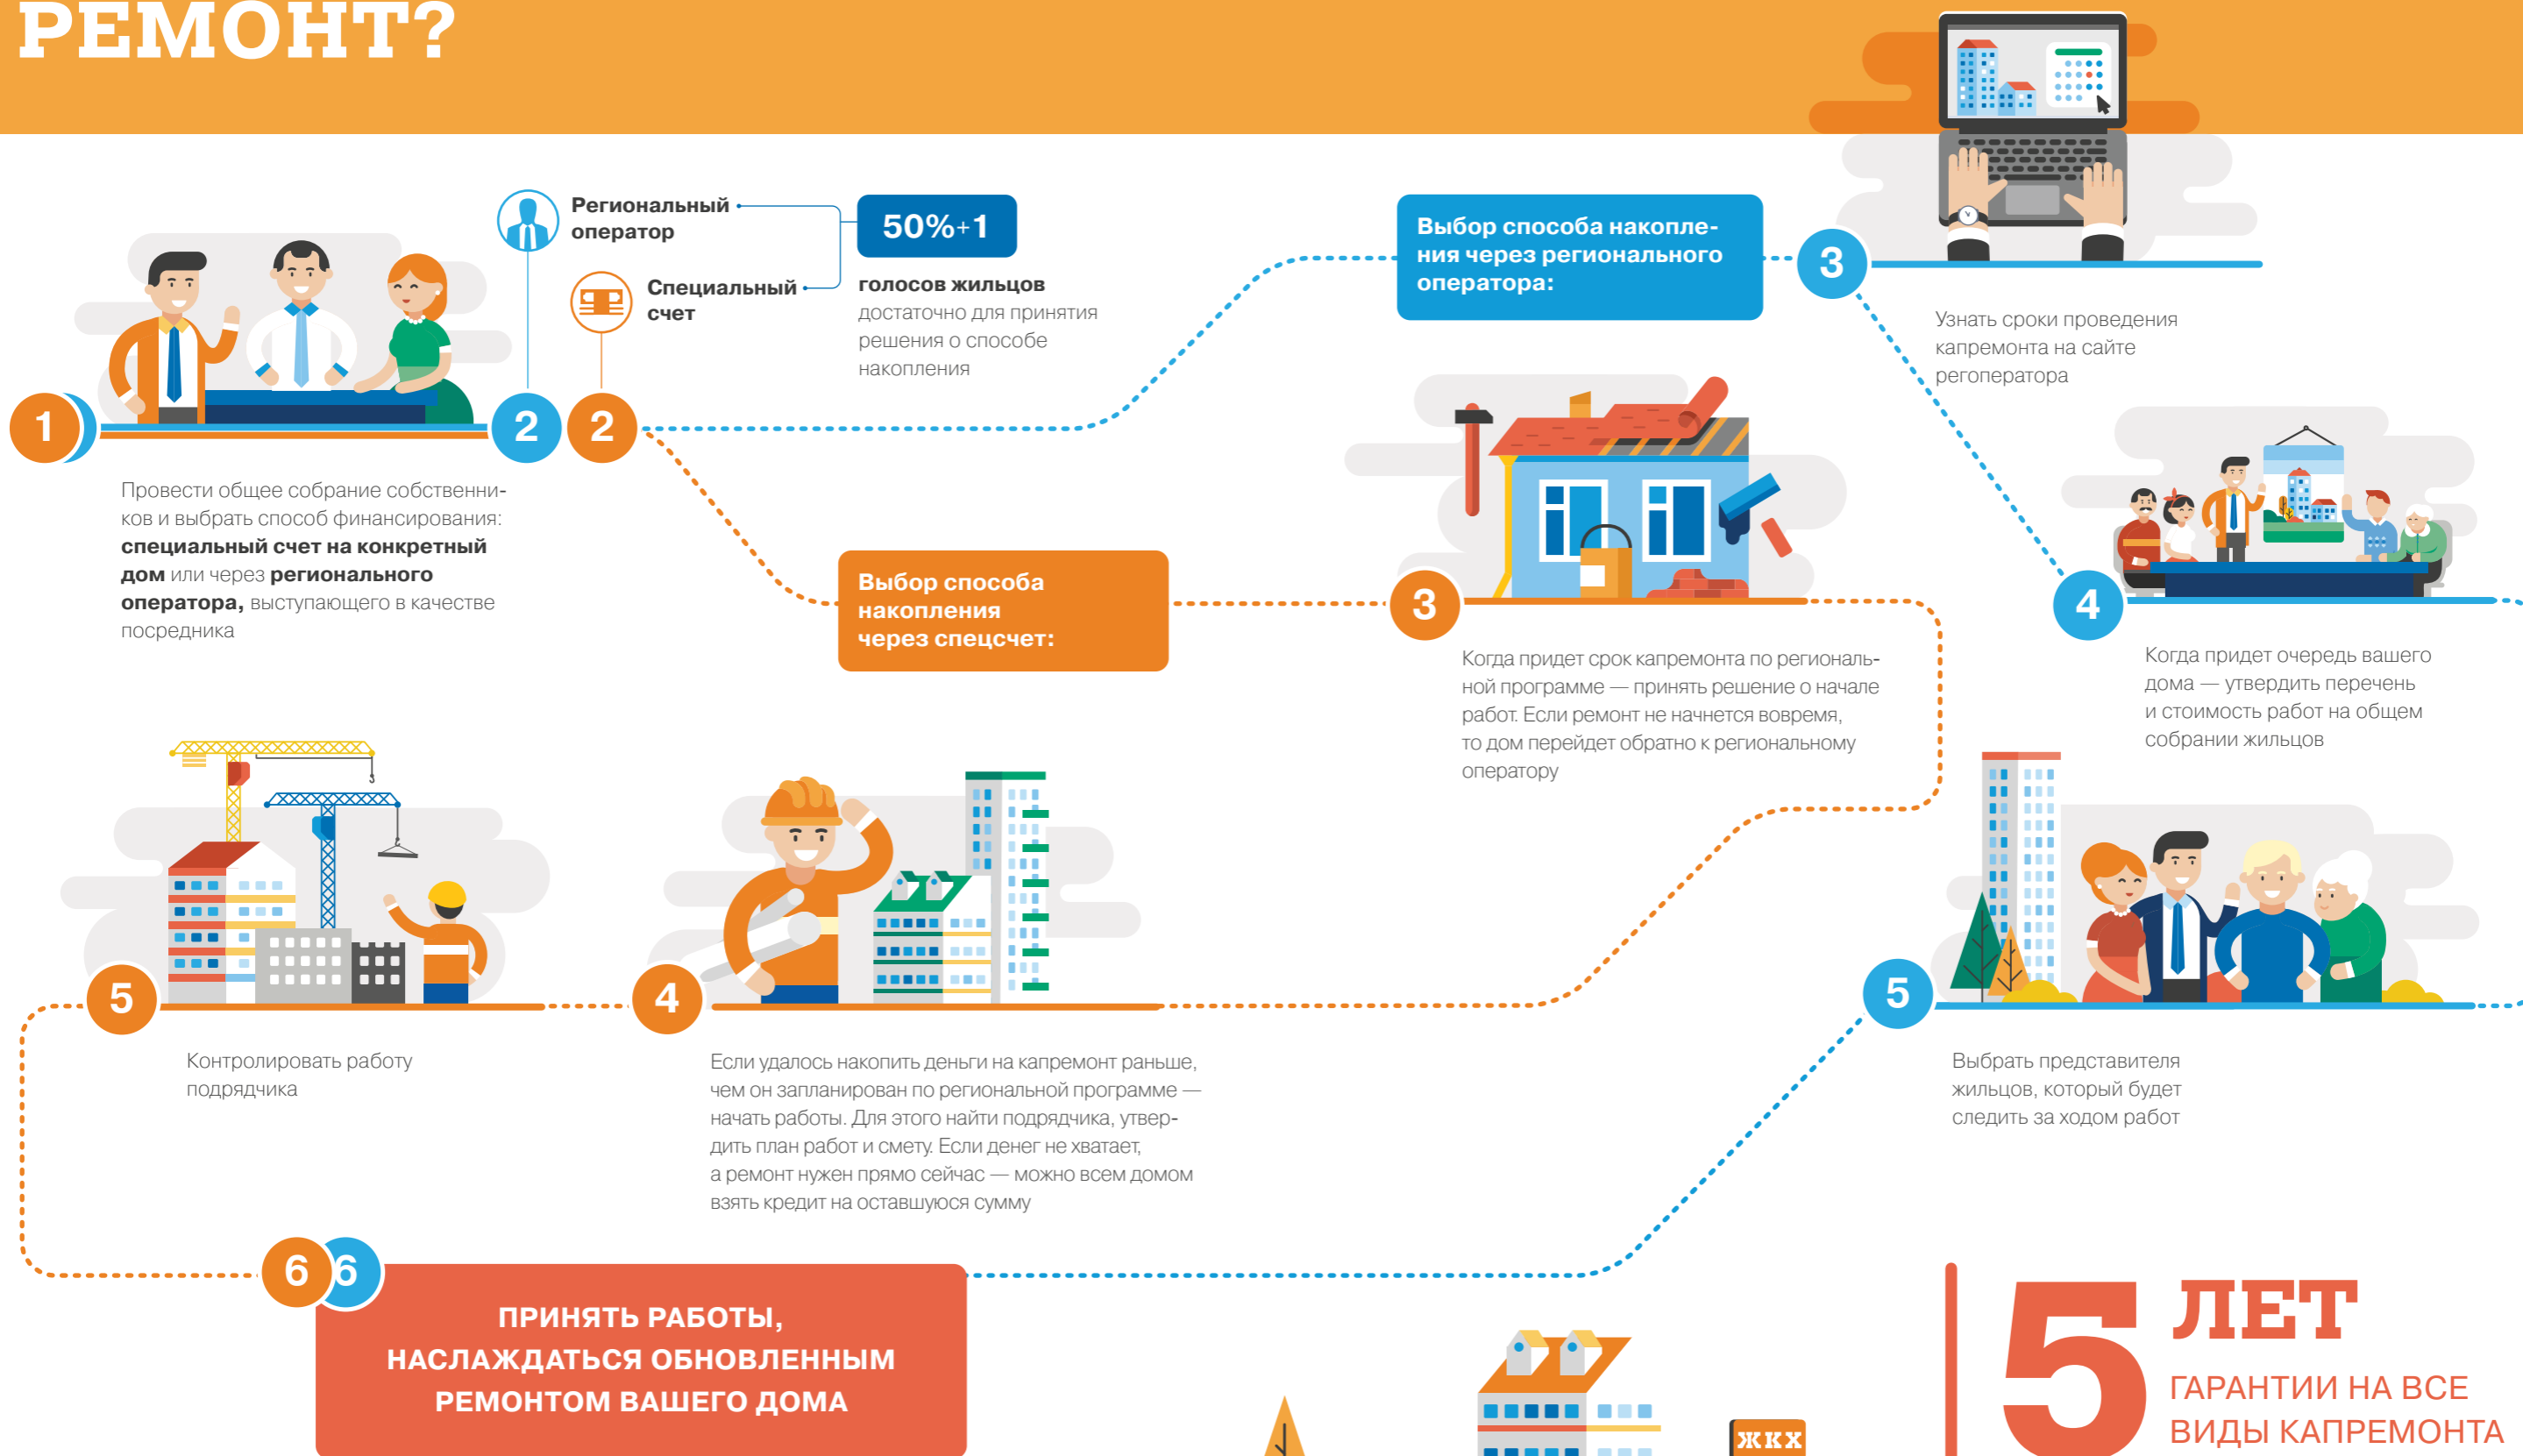 РЕМОНТ?
1
Провести общее собрание собственни-
ков и выбрать способ финансирования:
специальный счет на конкретный
дом или через регионального
оператора, выступающего в качестве
посредника
2
2
Региональный
оператор
Специальный
счет
50%+1
голосов жильцов
достаточно для принятия
решения о способе
накопления
Выбор способа накопле-
ния через регионального
оператора:
3
Узнать сроки проведения
капремонта на сайте
регоператора
4
Когда придет очередь вашего
дома — утвердить перечень
и стоимость работ на общем
собрании жильцов
5
Выбрать представителя
жильцов, который будет
следить за ходом работ
Выбор способа
накопления
через спецсчет:
3
Когда придет срок капремонта по региональ-
ной программе — принять решение о начале
работ. Если ремонт не начнется вовремя,
то дом перейдет обратно к региональному
оператору
4
Если удалось накопить деньги на капремонт раньше,
чем он запланирован по региональной программе —
начать работы. Для этого найти подрядчика, утвер-
дить план работ и смету. Если денег не хватает,
а ремонт нужен прямо сейчас — можно всем домом
взять кредит на оставшуюся сумму
5
Контролировать работу
подрядчика
6
6
ПРИНЯТЬ РАБОТЫ,
НАСЛАЖДАТЬСЯ ОБНОВЛЕННЫМ
РЕМОНТОМ ВАШЕГО ДОМА
ЖКХ
5 ЛЕТ
ГАРАНТИИ НА ВСЕ
ВИДЫ КАПРЕМОНТА